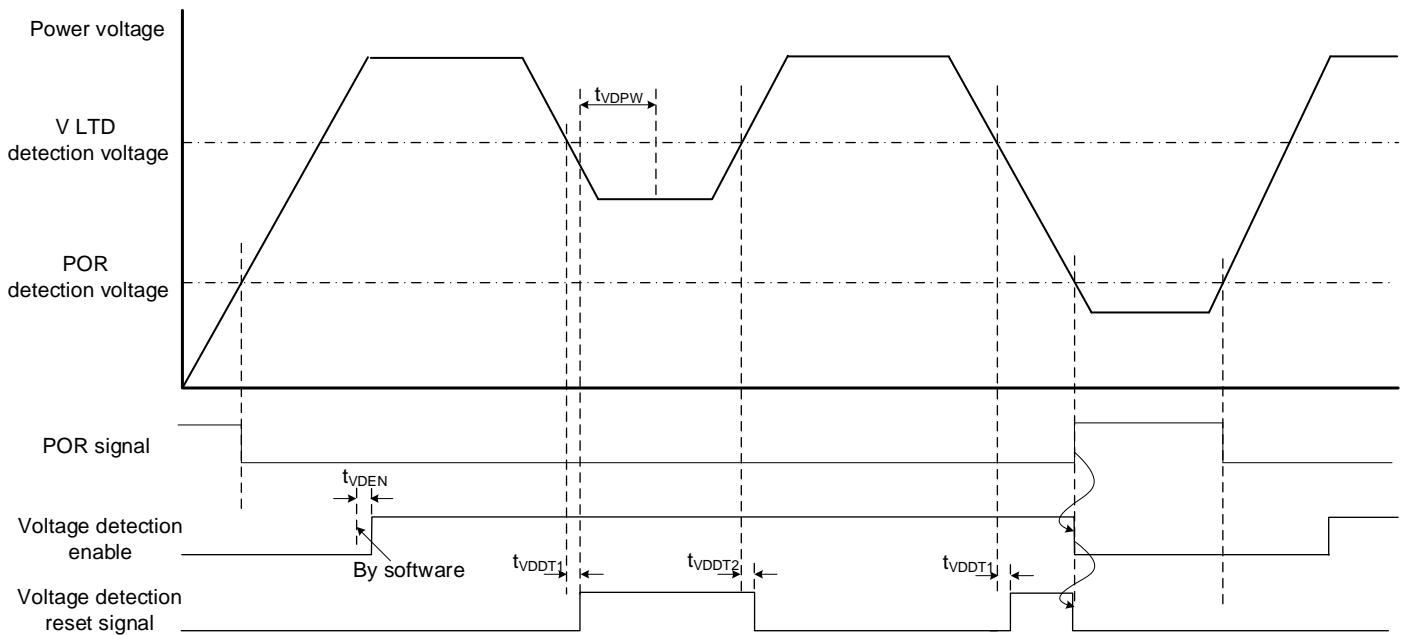 Power voltage
tVDPW
V LTD
detection voltage
POR
detection voltage
POR signal
tVDEN
Voltage detection
enable
By software
tVDDT1
tVDDT2
tVDDT1
Voltage detection
reset signal